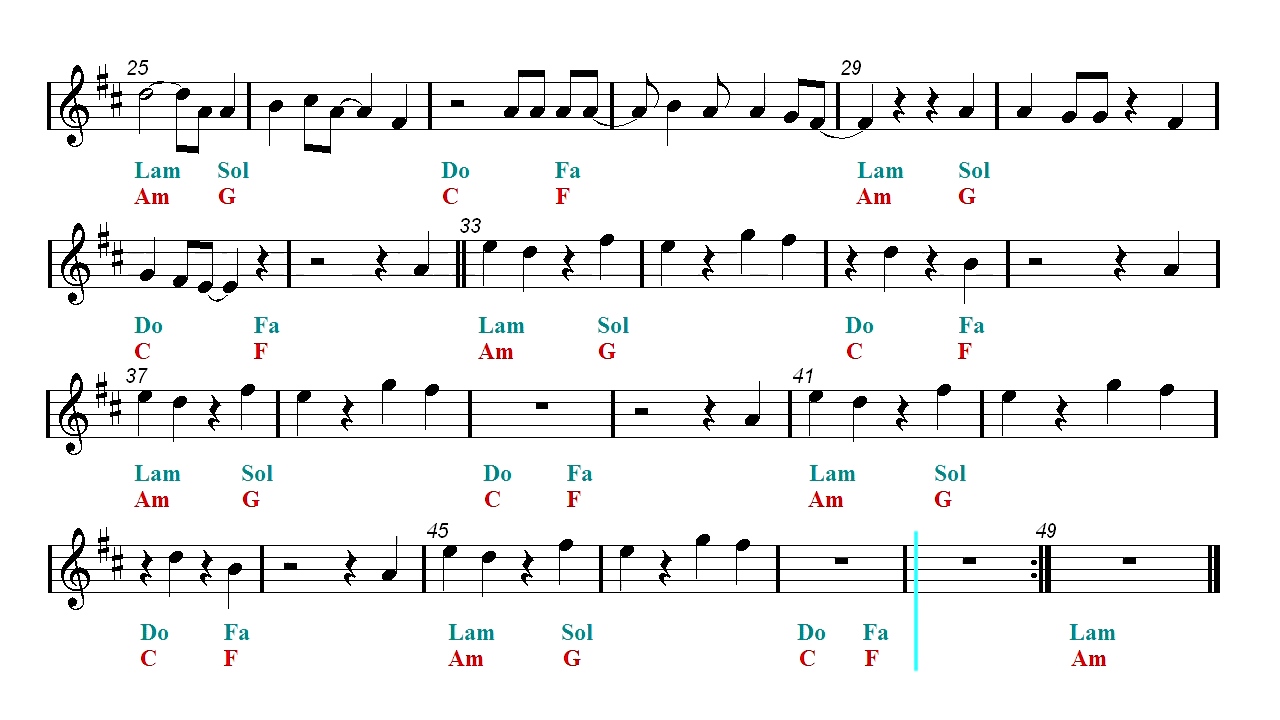 25 29
Lam Sol Do Fa Lam Sol
Am G C F Am G
33
Do Fa Lam Sol Do Fa
C F Am G C F
37 41
Lam Sol Do Fa Lam Sol
Am G C F Am G
45 49
Do Fa Lam Sol Do Fa Lam
C F Am G C F Am